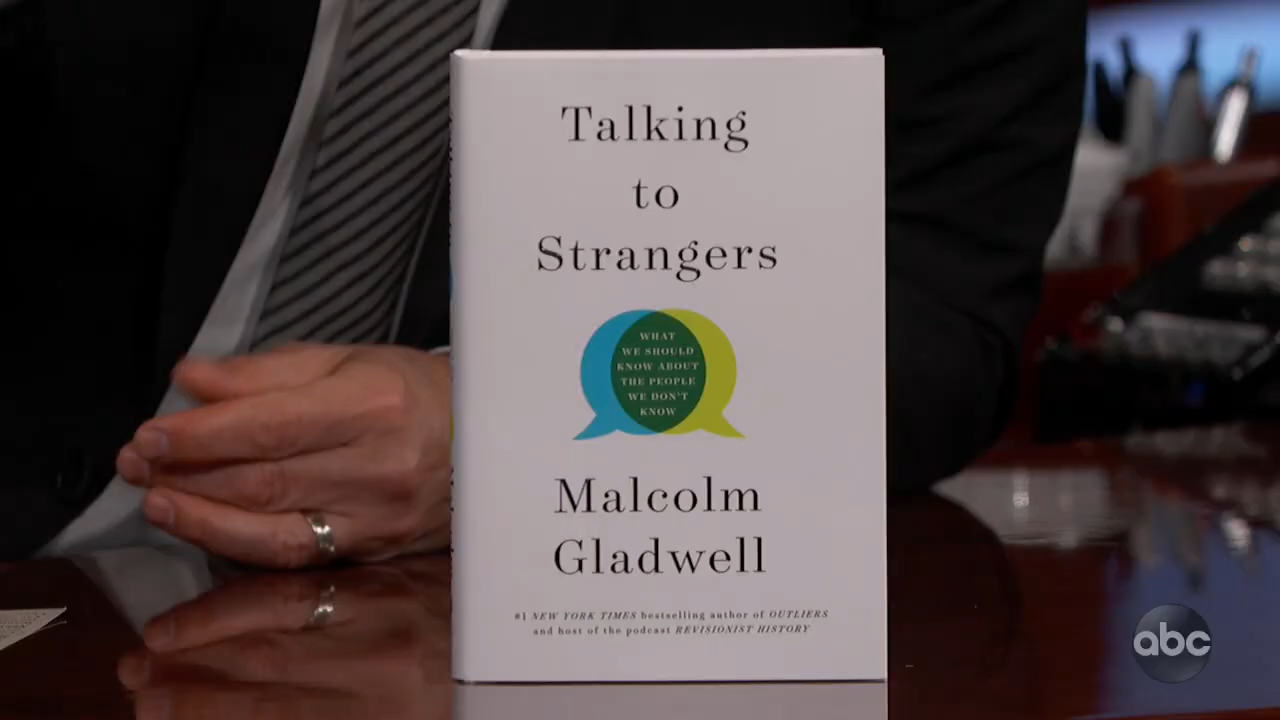 Talking
to
Strangers
WHAT
WE SHOULD
KNOW ABOUT
THE PEOPLE
WE DON'T
KNOW
Malcolm
Gladwell
#1 NEW YORK TIMES bestselling author of OUTLIERS
and host of the podcast REVISIONIST HISTORY
abc